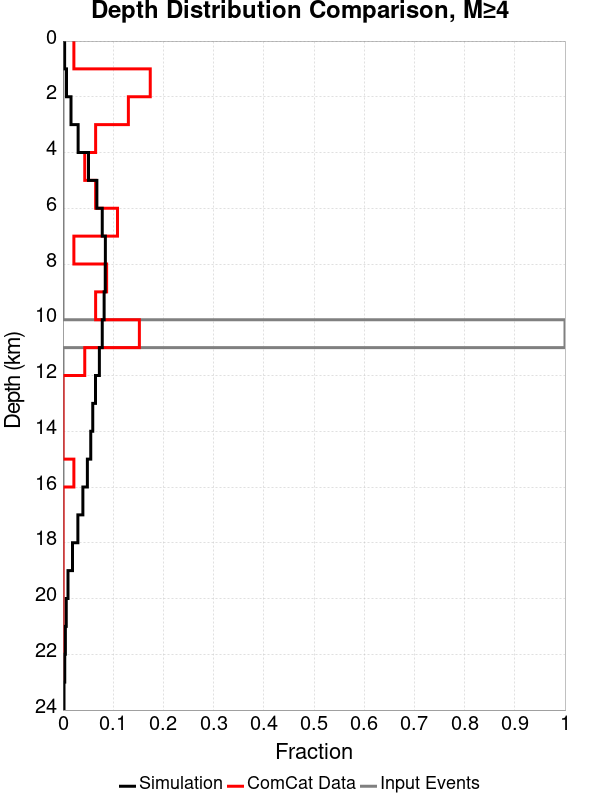 Depth Distribution Comparison, M≥4
0
2
4
6
8
10
12
14
16
18
20
22
24
Depth (km)
0 0.1 0.2 0.3 0.4 0.5 0.6 0.7 0.8 0.9 1
Fraction
Simulation ComCat Data Input Events